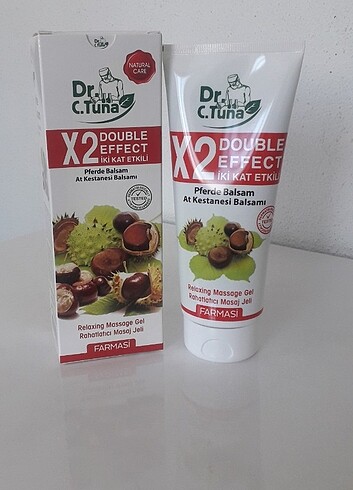 Dr.
C.Tuna
NATURAL
CARE
X2 DOUBLE
EFFECT
İKİ KAT ETKİLİ
Pferde Balsam
At Kestanesi Balsamı
TESTED
Relaxing Massage Gel
Rahatlatıcı Masaj Jeli
FARMASİ
Dr.
C.Tuna
X2 DOUBLE
EFFECT
İKİ KAT ETKİLİ
Pferde Balsam
At Kestanesi Balsamı
TESTED
Relaxing Massage Gel
Rahatlatıcı Masaj Jeli
FARMASİ